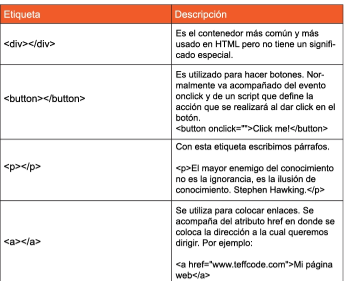 Etiqueta
Descripción
<div></div>
Es el contenedor más común y más
usado en HTML pero no tiene un signifi-
cado especial.
<button></button>
Es utilizado para hacer botones. Nor-
malmente va acompañado del evento
onclick y de un script que define la
acción que se realizará al dar click en el
botón.
<button onclick="">Click me!</button>
<p></p>
Con esta etiqueta escribimos párrafos.
<p>El mayor enemigo del conocimiento
no es la ignorancia, es la ilusión de
conocimiento. Stephen Hawking.</p>
<a></a>
Se utiliza para colocar enlaces. Se
acompaña del atributo href en donde se
coloca la dirección a la cual queremos
dirigir. Por ejemplo:
<a href="www.teffcode.com">Mi página
web</a>